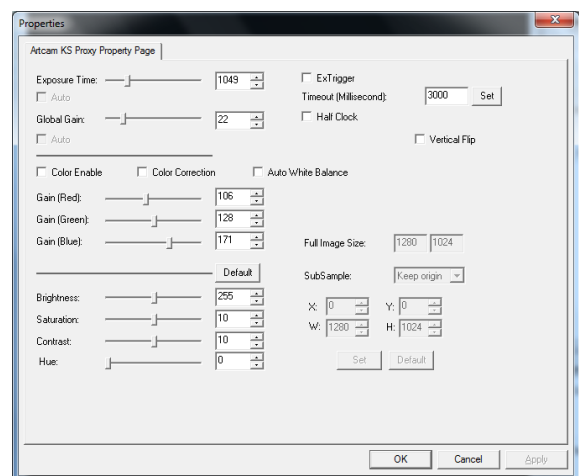 Properties
Artcam KS Proxy Property Page
Exposure Time: 1049
Auto
Global Gain: 22
Auto
ExTrigger
Timeout (Millisecond): 3000 Set
Half Clock
Vertical Flip
Color Enable Color Correction Auto White Balance
Gain (Red): 106
Gain (Green): 128
Gain (Blue): 171
Default
Brightness: 255
Saturation: 10
Contrast: 10
Hue: 0
Full Image Size: 1280 1024
SubSample: Keep origin
X: 0 Y: 0
W: 1280 H: 1024
Set Default
OK Cancel Apply